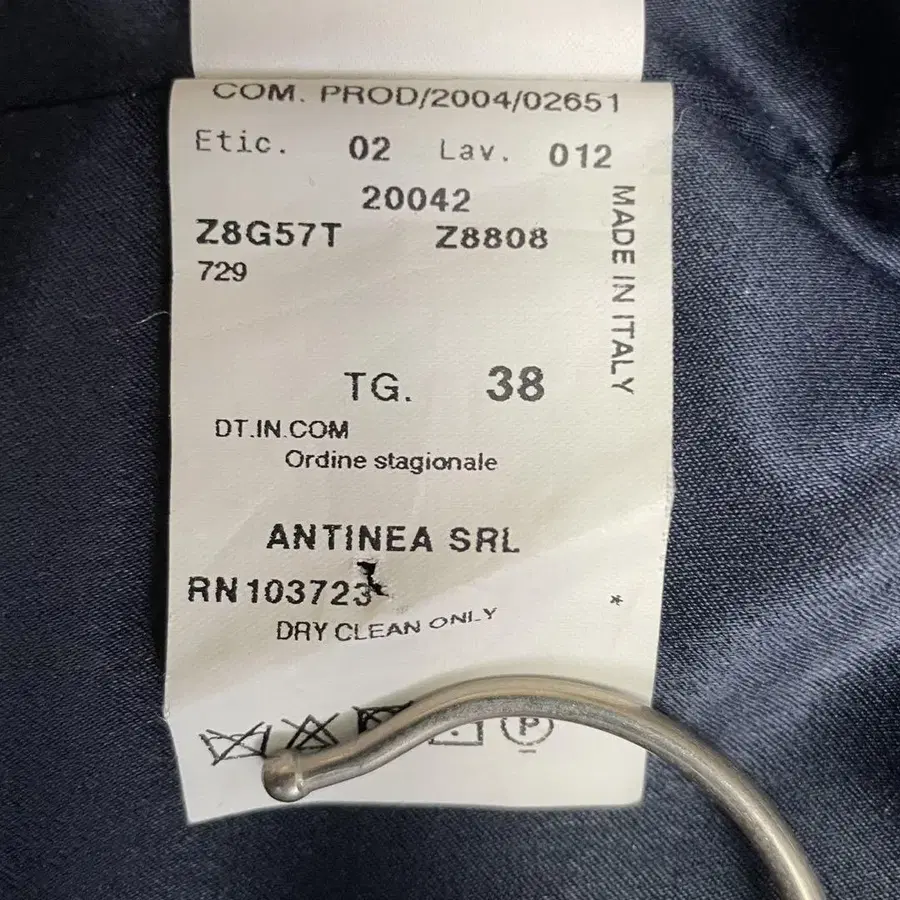 COM. PROD/2004/02651
Etic. 02 Lav. 012
20042
Z8G57T Z8808
729
MADE IN ITALY
TG. 38
DT.IN.COM
Ordine stagionale
ANTINEA SRL
RN103723
*
DRY CLEAN ONLY
P